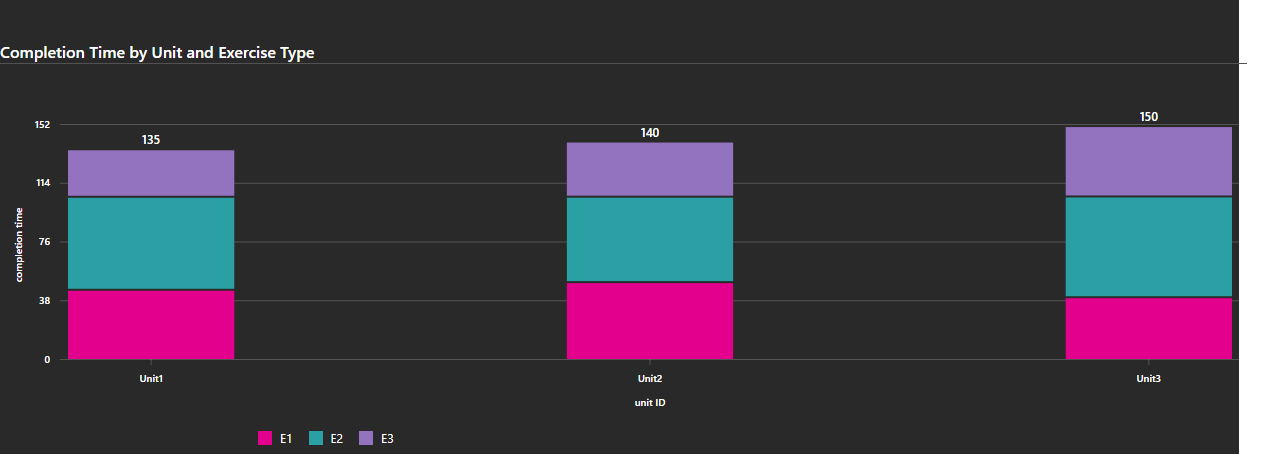 Completion Time by Unit and Exercise Type
152
114
76
38
0
completion time
135
140
150
Unit1
Unit2
Unit3
unit ID
E1
E2
E3